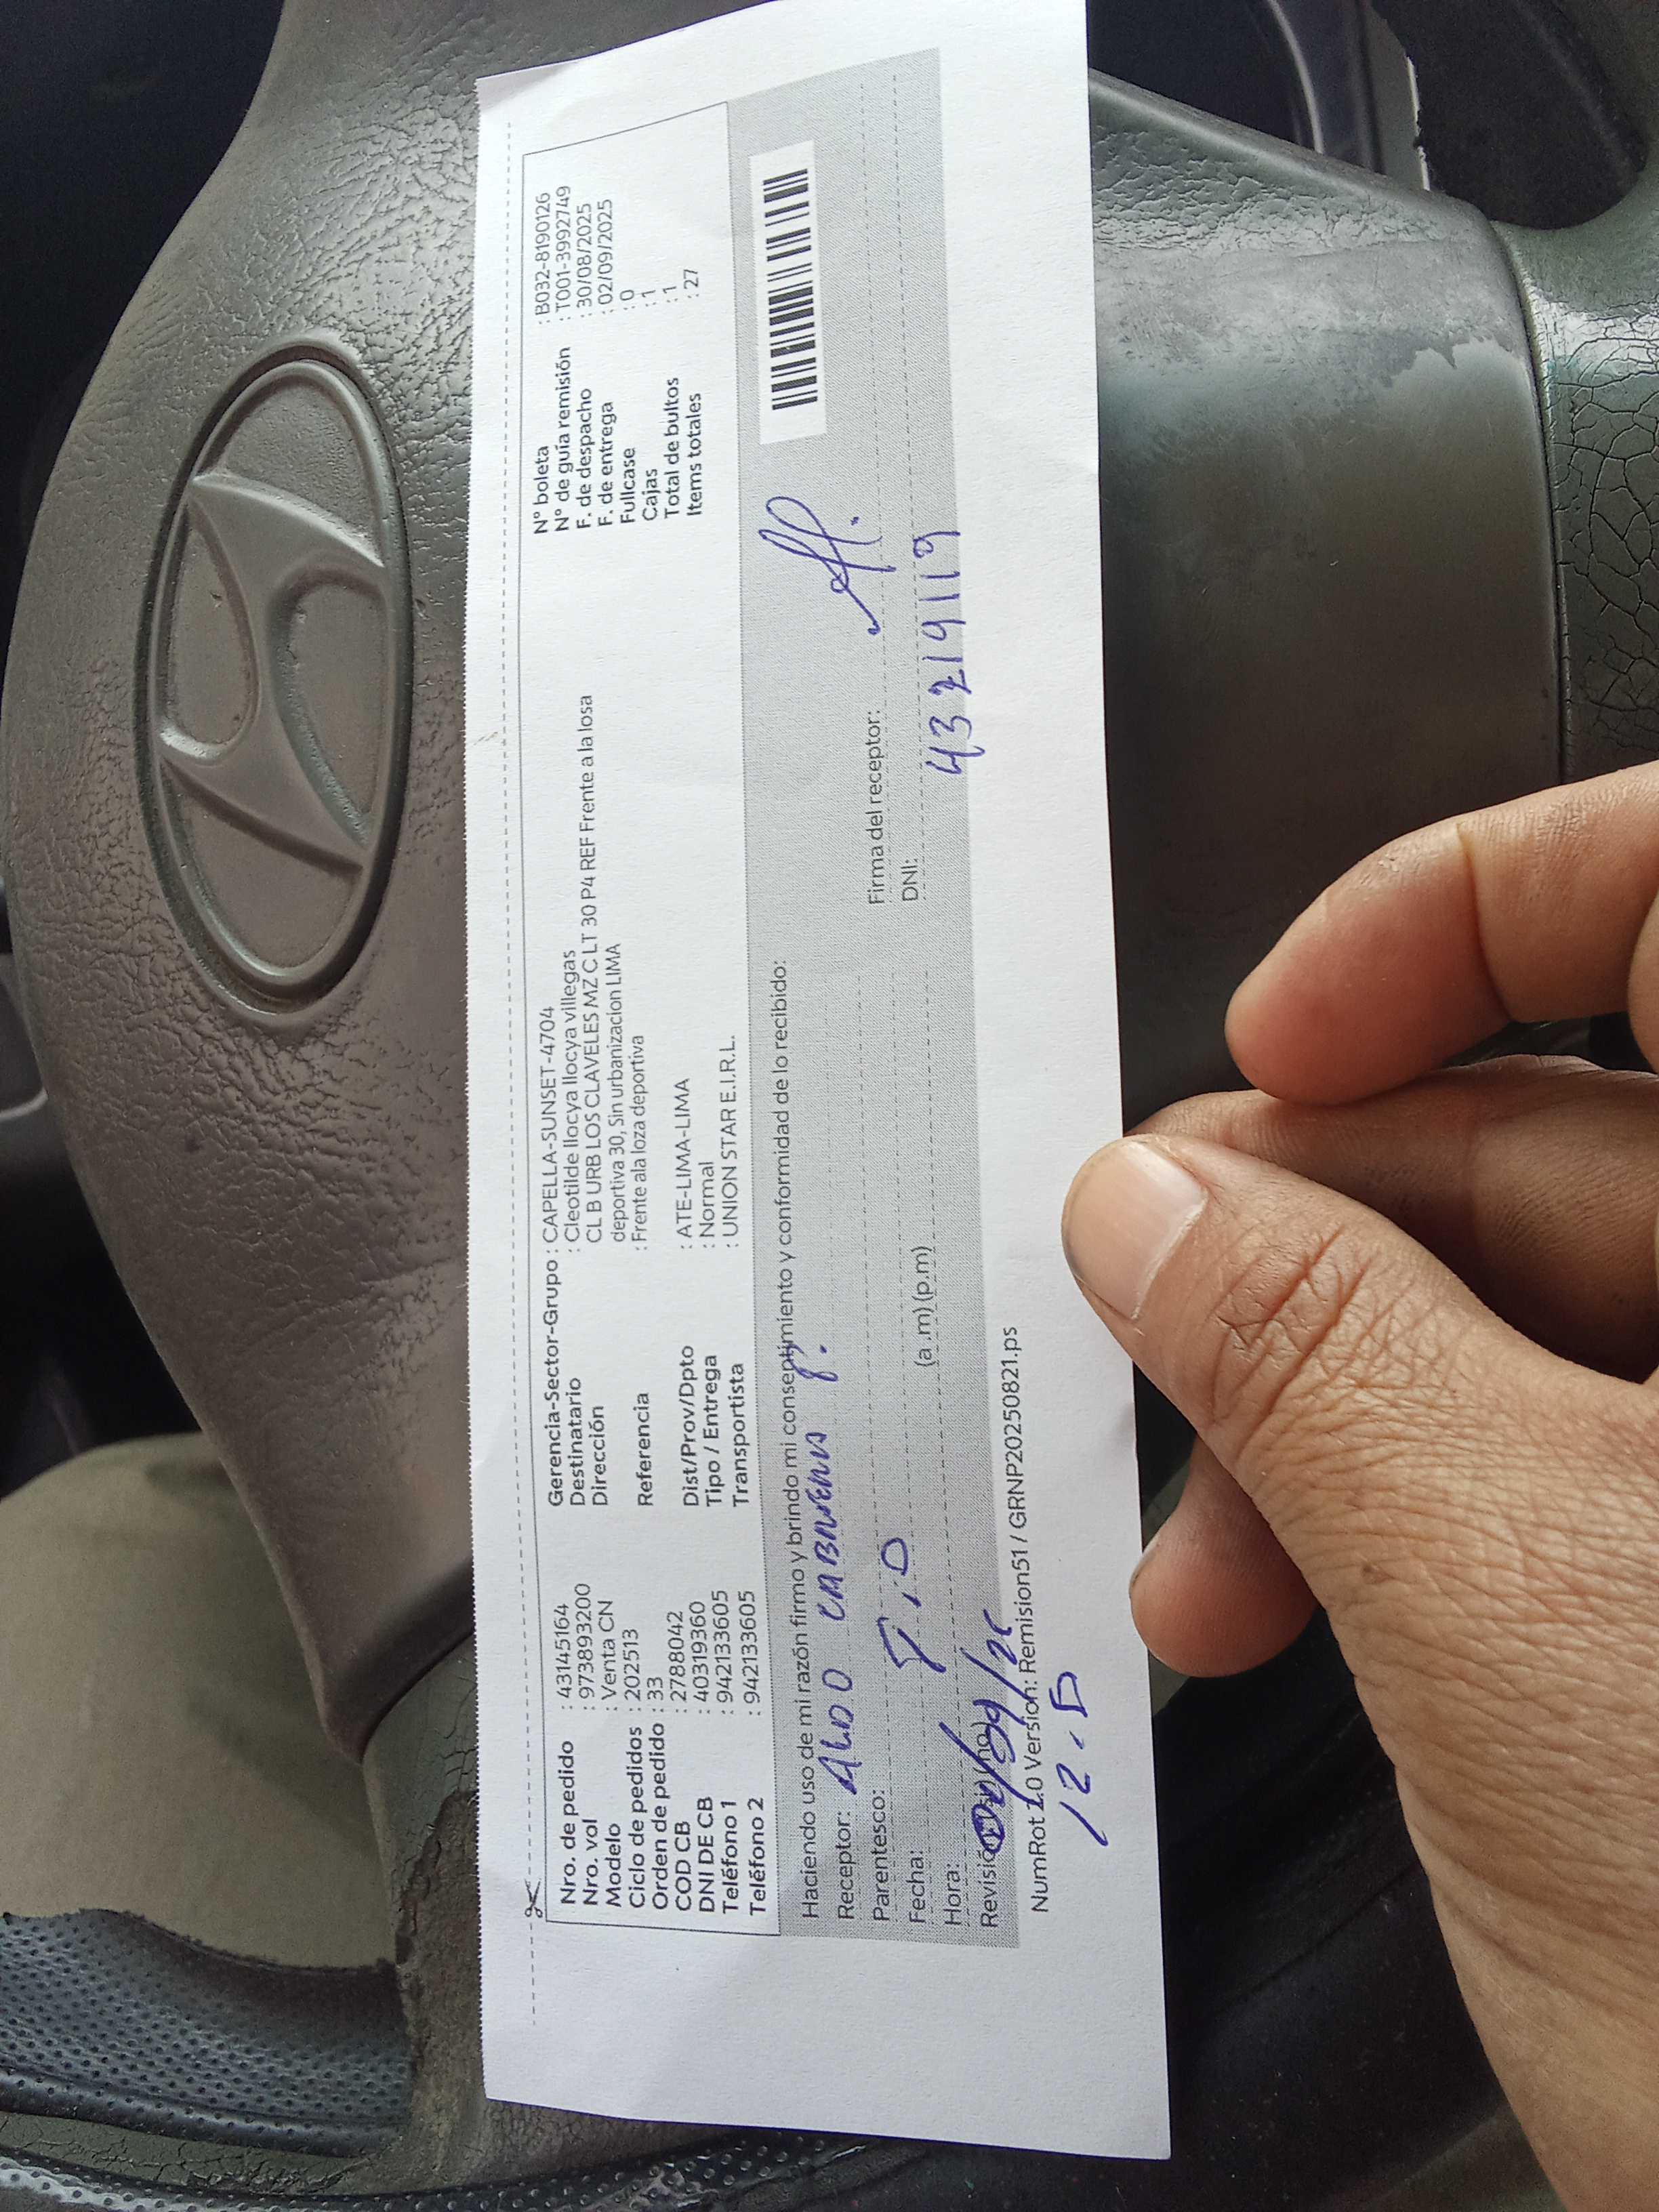 Nro. de pedido : 43145164
Nro. vol : 973893200
Modelo : Venta CN
Ciclo de pedidos : 202513
Orden de pedido : 33
COD CB : 2788042
DNI DE CB : 40319360
Teléfono 1 : 942133605
Teléfono 2 : 942133605
Gerencia-Sector-Grupo : CAPELLA-SUNSET-4704
Destinatario : Cleotilde llocya llocya villegas
Dirección CL B URB LOS CLAVELES MZ C LT 30 P4 REF Frente a la losa
deportiva 30, Sin urbanizacion LIMA
Referencia : Frente ala loza deportiva
Dist/Prov/Dpto : ATE-LIMA-LIMA
Tipo / Entrega : Normal
Transportista : UNION STAR E.I.R.L.
N° boleta : B032-8190126
N° de guía remisión : T001-3992749
F. de despacho : 30/08/2025
F. de entrega : 02/09/2025
Fullcase : 0
Cajas : 1
Total de bultos : 1
Items totales : 27
Haciendo uso de mi razón firmo y brindo mi consentimiento y conformidad de lo recibido:
Receptor: ALDO CABRERA
Parentesco: Tio
Fecha:
Hora: (a.m) (p.m)
Firma del receptor:
DNI: 43219119
NumRot 2.0 Version: Remision51 / GRNP20250821.ps